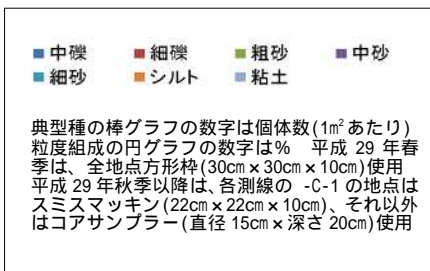 ■中礫 ■細礫 ■粗砂 ■中砂
■細砂 ■シルト ■粘土
典型種の棒グラフの数字は個体数(1㎡あたり)
粒度組成の円グラフの数字は% 平成 29 年春
季は、全地点方形枠(30㎝×30㎝×10㎝)使用
平成 29 年秋季以降は、各測線の -C-1 の地点は
スミスマッキン(22㎝×22㎝×10㎝)、それ以外
はコアサンプラー(直径 15㎝×深さ 20㎝)使用